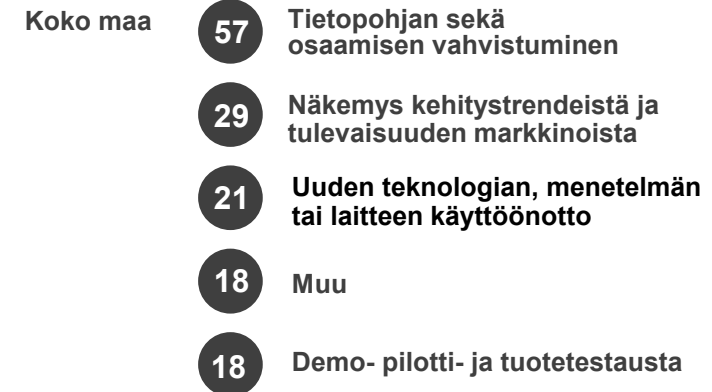 Koko maa
57
Tietopohjan sekä
osaamisen vahvistuminen
29
Näkemys kehitystrendeistä ja
tulevaisuuden markkinoista
21
Uuden teknologian, menetelmän
tai laitteen käyttöönotto
18
Muu
18
Demo- pilotti- ja tuotetestausta